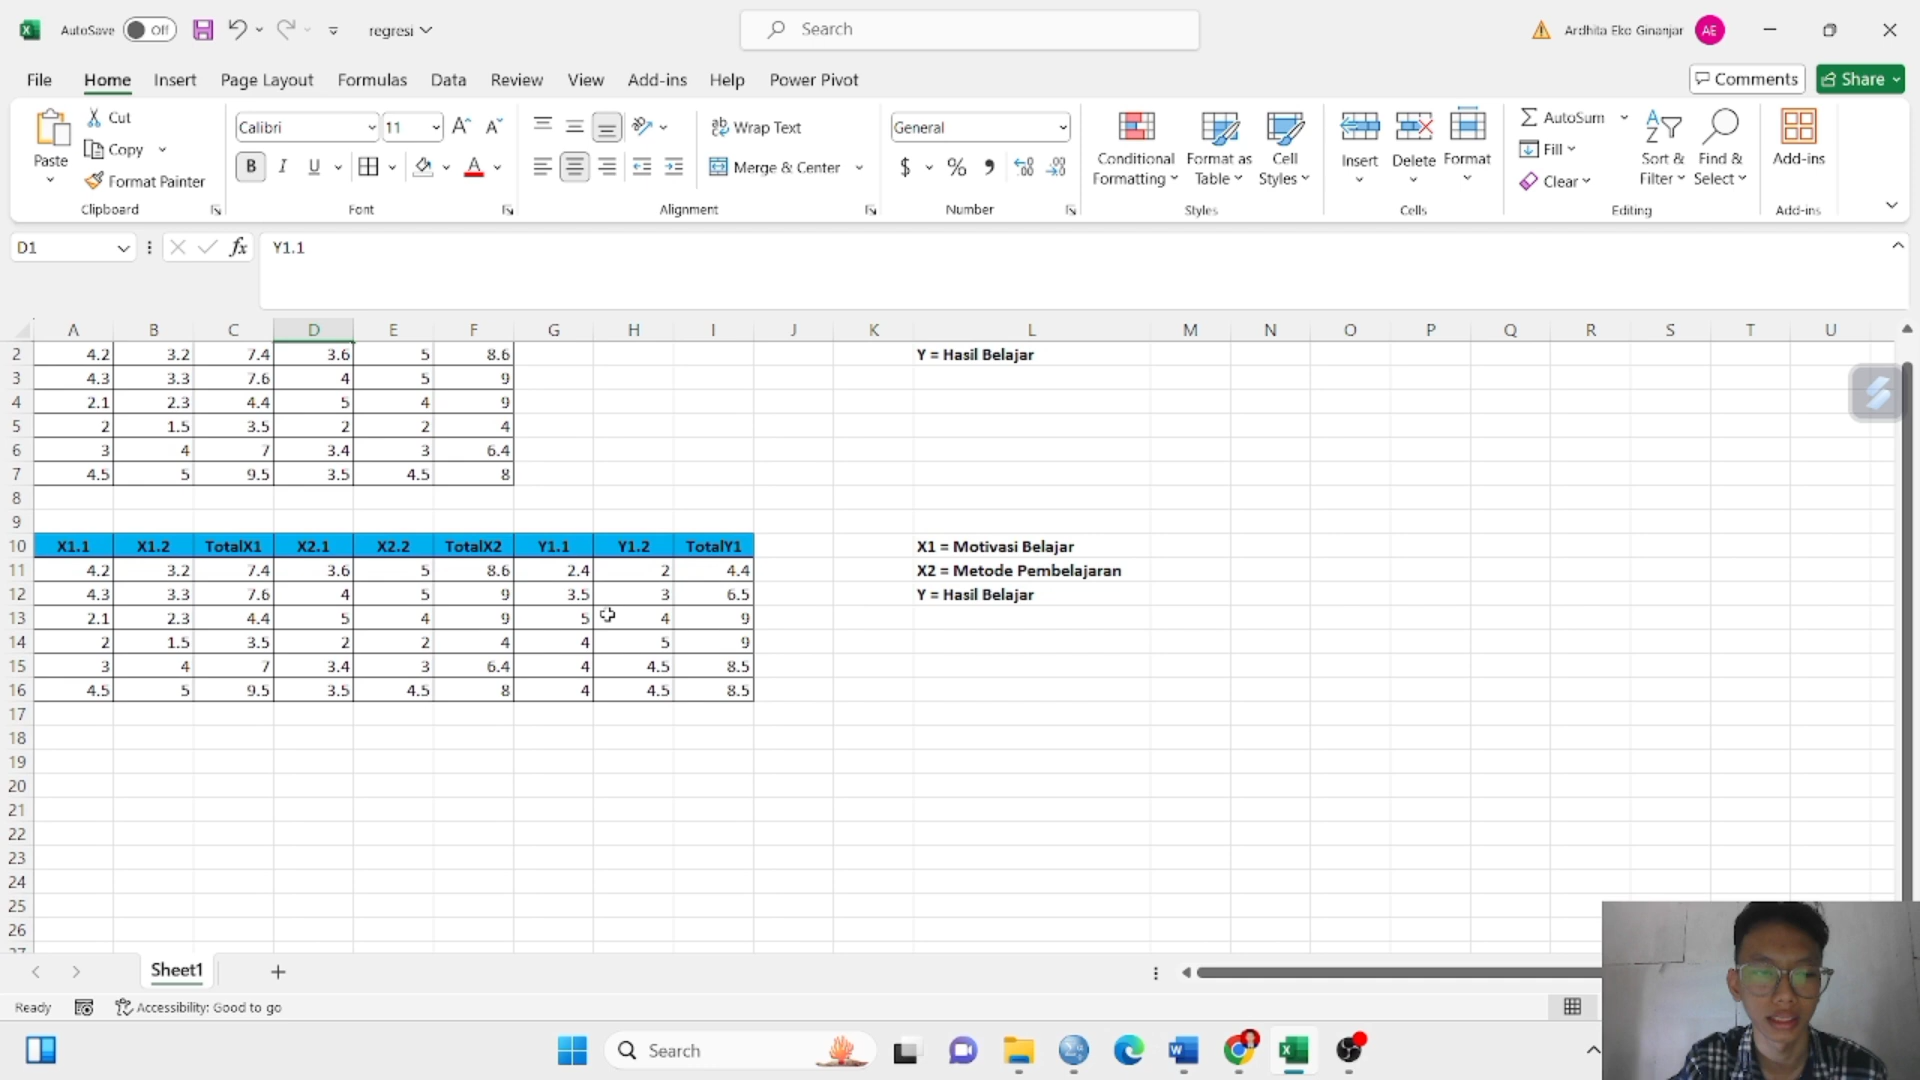 AutoSave Off regresi Search Ardhita Eko Ginanjar AE
File Home Insert Page Layout Formulas Data Review View Add-ins Help Power Pivot Comments Share
Paste Cut Copy Format Painter Clipboard
Calibri 11 B I U A Font
Wrap Text Merge & Center Alignment
General $ % Number
Conditional Formatting Format as Table Cell Styles Styles
Insert Delete Format Cells
AutoSum Fill Clear Sort & Filter Find & Select Editing
Add-ins Add-ins
D1 fx Y1.1
A B C D E F G H I J K L M N O P Q R S T U
2 4.2 3.2 7.4 3.6 5 8.6 Y = Hasil Belajar
3 4.3 3.3 7.6 4 5 9
4 2.1 2.3 4.4 5 4 9
5 2 1.5 3.5 2 2 4
6 3 4 7 3.4 3 6.4
7 4.5 5 9.5 3.5 4.5 8
8
9
10 X1.1 X1.2 TotalX1 X2.1 X2.2 TotalX2 Y1.1 Y1.2 TotalY1 X1 = Motivasi Belajar
11 4.2 3.2 7.4 3.6 5 8.6 2.4 2 4.4 X2 = Metode Pembelajaran
12 4.3 3.3 7.6 4 5 9 3.5 3 6.5 Y = Hasil Belajar
13 2.1 2.3 4.4 5 4 9 5 4 9
14 2 1.5 3.5 2 2 4 4 5 9
15 3 4 7 3.4 3 6.4 4 4.5 8.5
16 4.5 5 9.5 3.5 4.5 8 4 4.5 8.5
17
18
19
20
21
22
23
24
25
26
Sheet1
Ready Accessibility: Good to go
Search